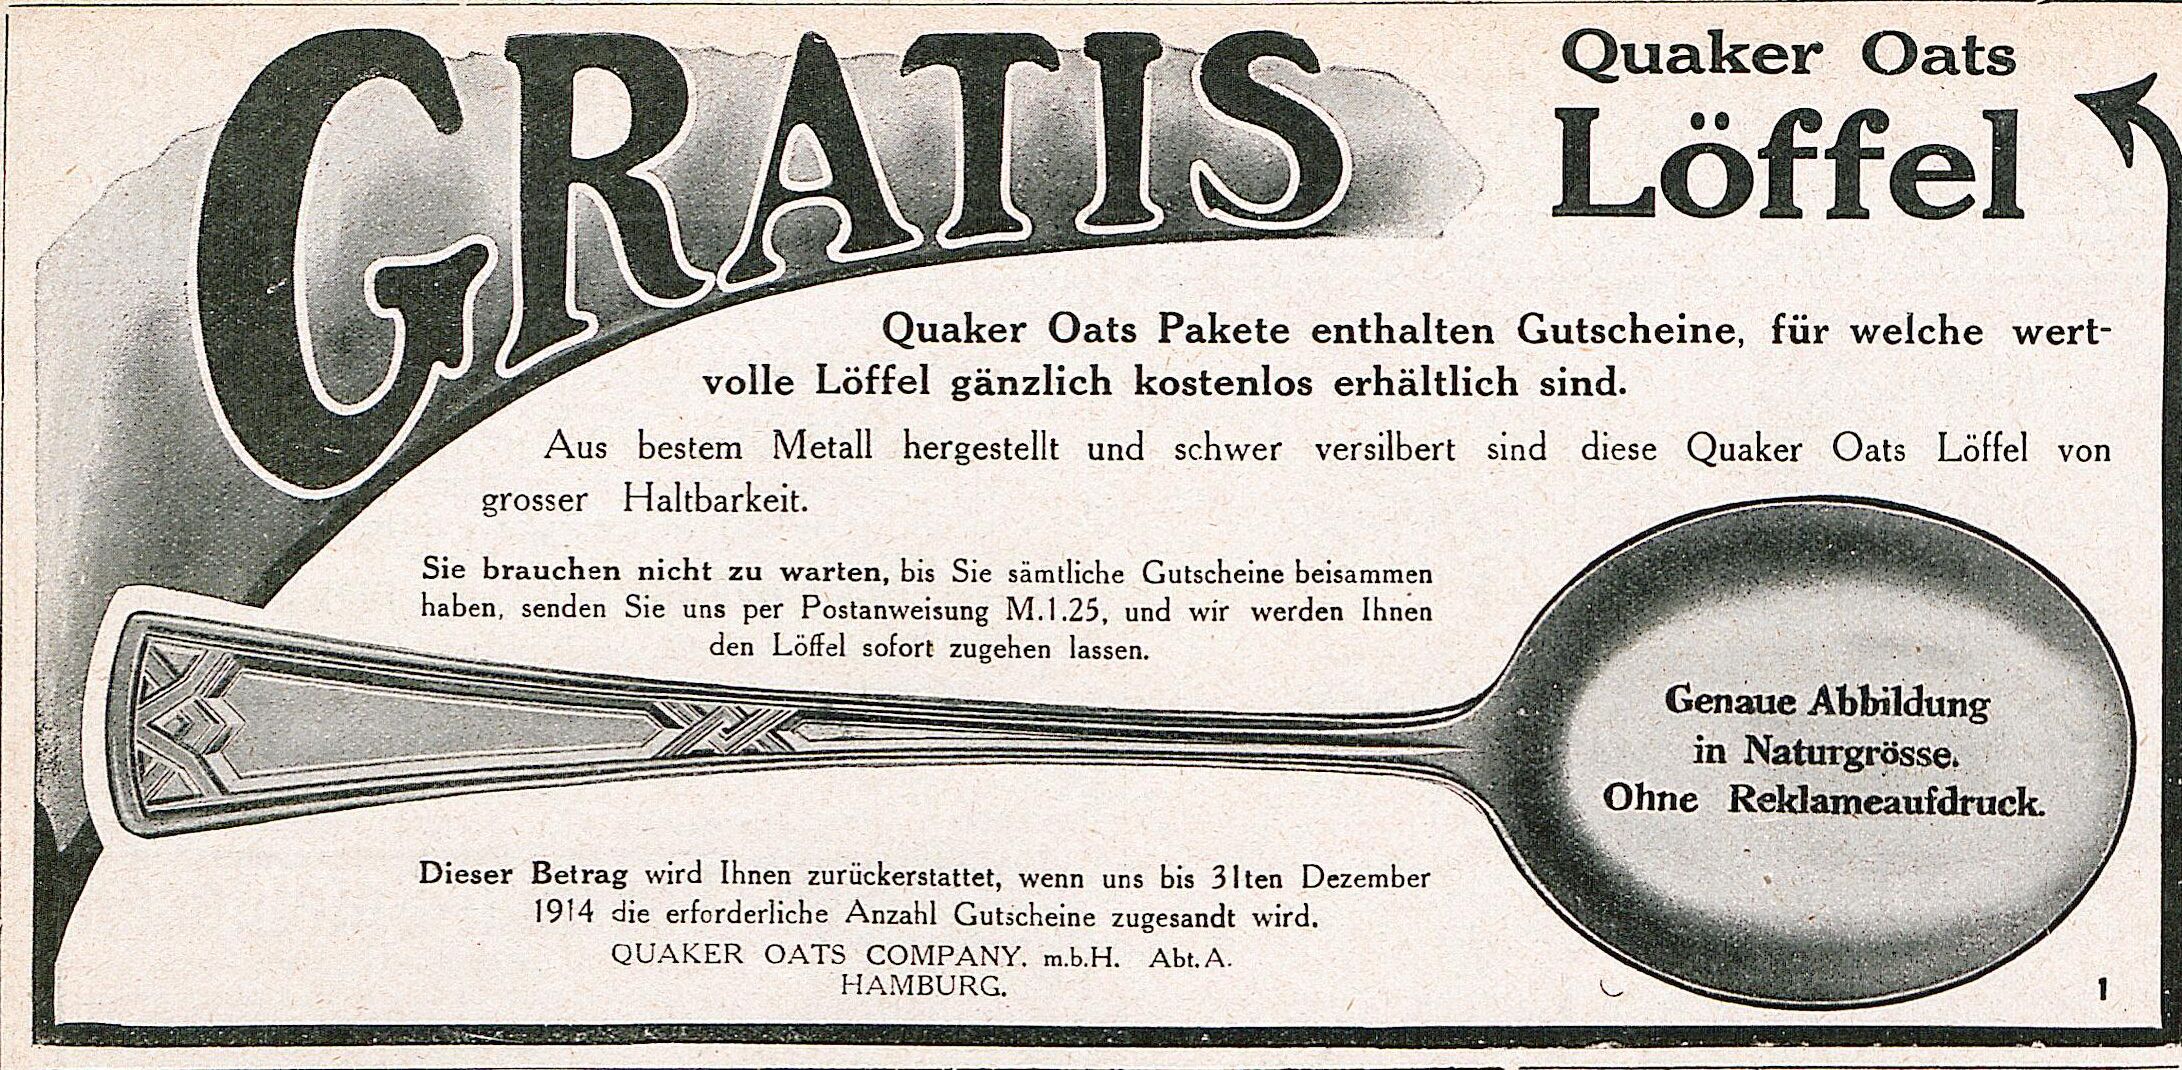 GRATIS
Quaker Oats
Löffel
Quaker Oats Pakete enthalten Gutscheine, für welche wert-
volle Löffel gänzlich kostenlos erhältlich sind.
Aus bestem Metall hergestellt und schwer versilbert sind diese Quaker Oats Löffel von
grosser Haltbarkeit.
Sie brauchen nicht zu warten, bis Sie sämtliche Gutscheine beisammen
haben, senden Sie uns per Postanweisung M.1.25, und wir werden Ihnen
den Löffel sofort zugehen lassen.
Genaue Abbildung
in Naturgrösse.
Ohne Reklameaufdruck.
Dieser Betrag wird Ihnen zurückerstattet, wenn uns bis 31ten Dezember
1914 die erforderliche Anzahl Gutscheine zugesandt wird.
QUAKER OATS COMPANY. m.b.H. Abt. A.
HAMBURG.
1